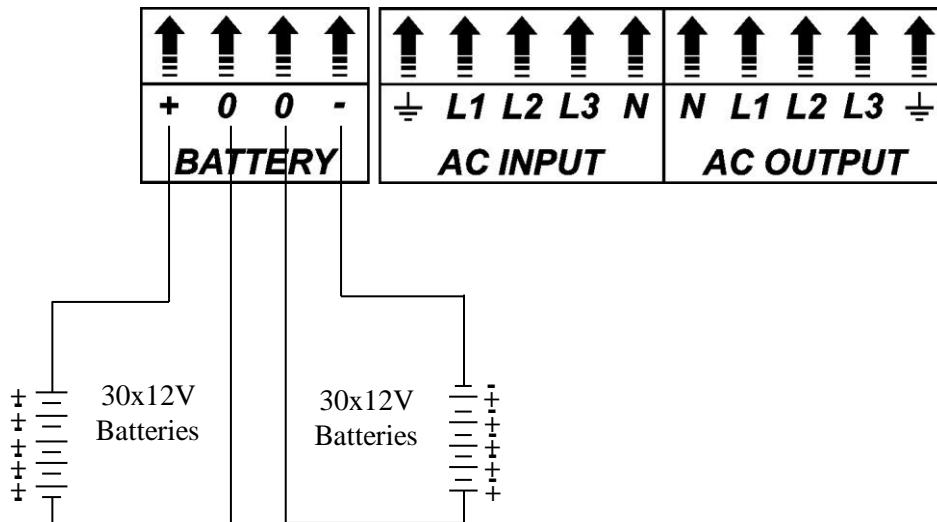 + 0 0 - ⏚ L1 L2 L3 N N L1 L2 L3 ⏚
BATTERY AC INPUT AC OUTPUT
30x12V
Batteries
30x12V
Batteries